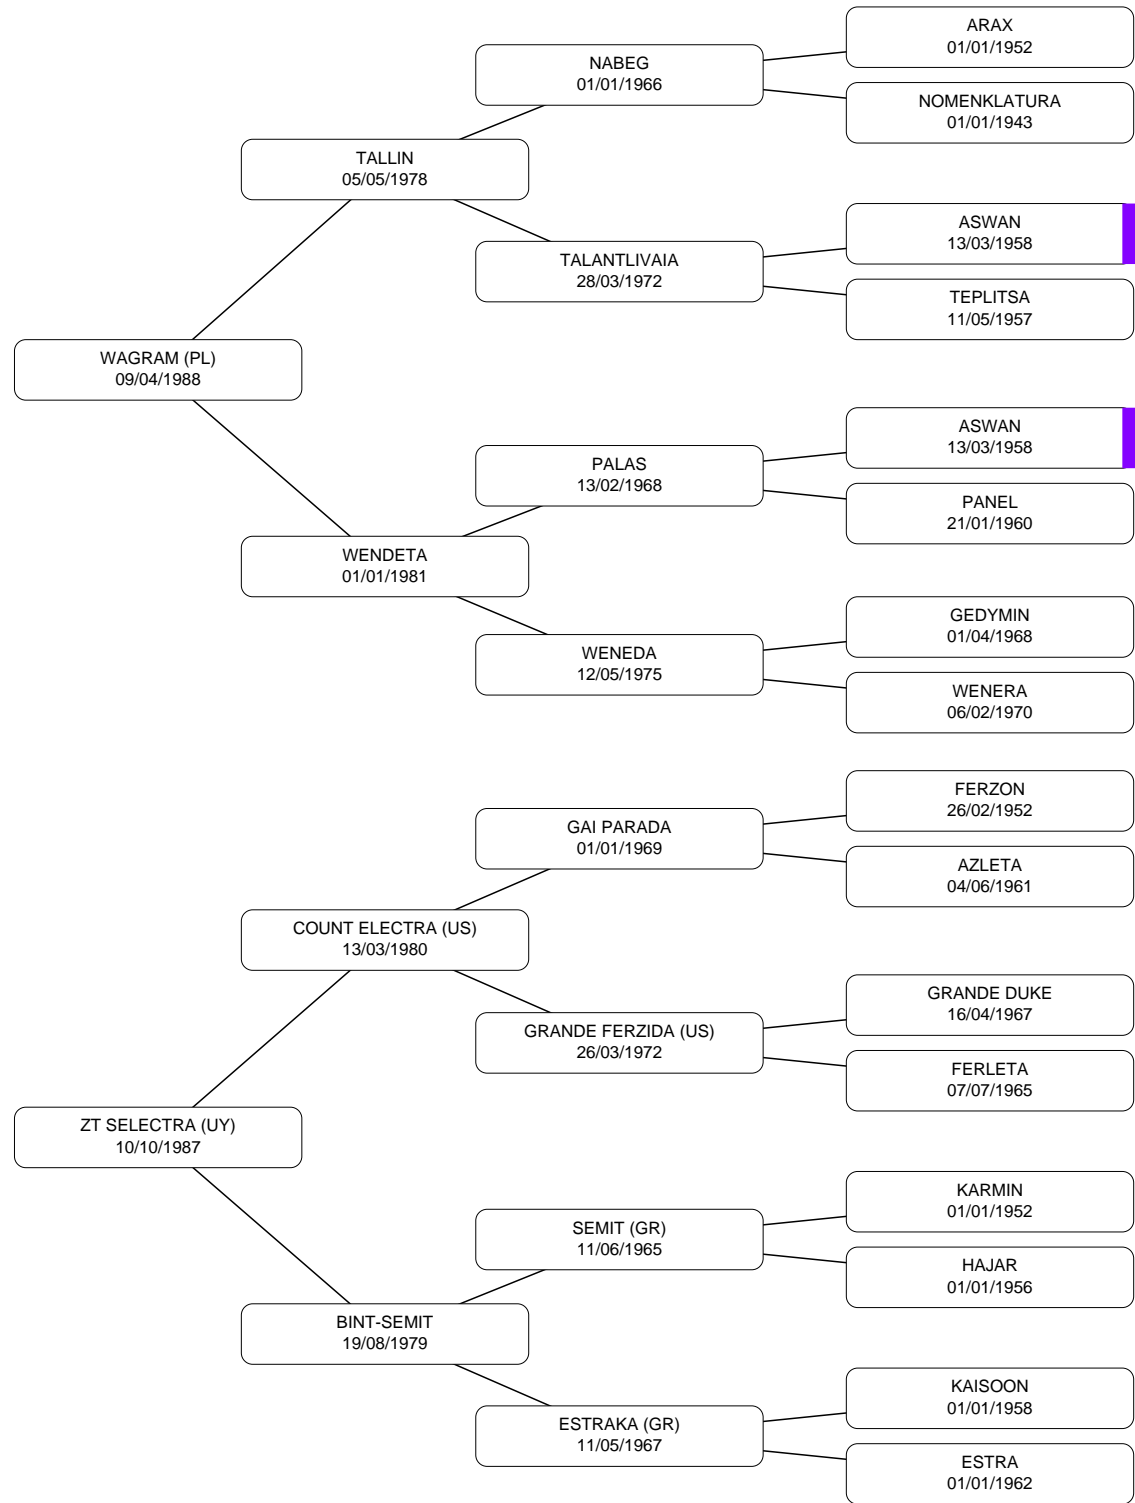 ARAX
01/01/1952
NABEG
01/01/1966
NOMENKLATURA
01/01/1943
TALLIN
05/05/1978
ASWAN
13/03/1958
TALANTLIVAIA
28/03/1972
TEPLITSA
11/05/1957
WAGRAM (PL)
09/04/1988
ASWAN
13/03/1958
PALAS
13/02/1968
PANEL
21/01/1960
WENDETA
01/01/1981
GEDYMIN
01/04/1968
WENEDA
12/05/1975
WENERA
06/02/1970
FERZON
26/02/1952
GAI PARADA
01/01/1969
AZLETA
04/06/1961
COUNT ELECTRA (US)
13/03/1980
GRANDE DUKE
16/04/1967
GRANDE FERZIDA (US)
26/03/1972
FERLETA
07/07/1965
ZT SELECTRA (UY)
10/10/1987
KARMIN
01/01/1952
SEMIT (GR)
11/06/1965
HAJAR
01/01/1956
BINT-SEMIT
19/08/1979
KAISOON
01/01/1958
ESTRAKA (GR)
11/05/1967
ESTRA
01/01/1962